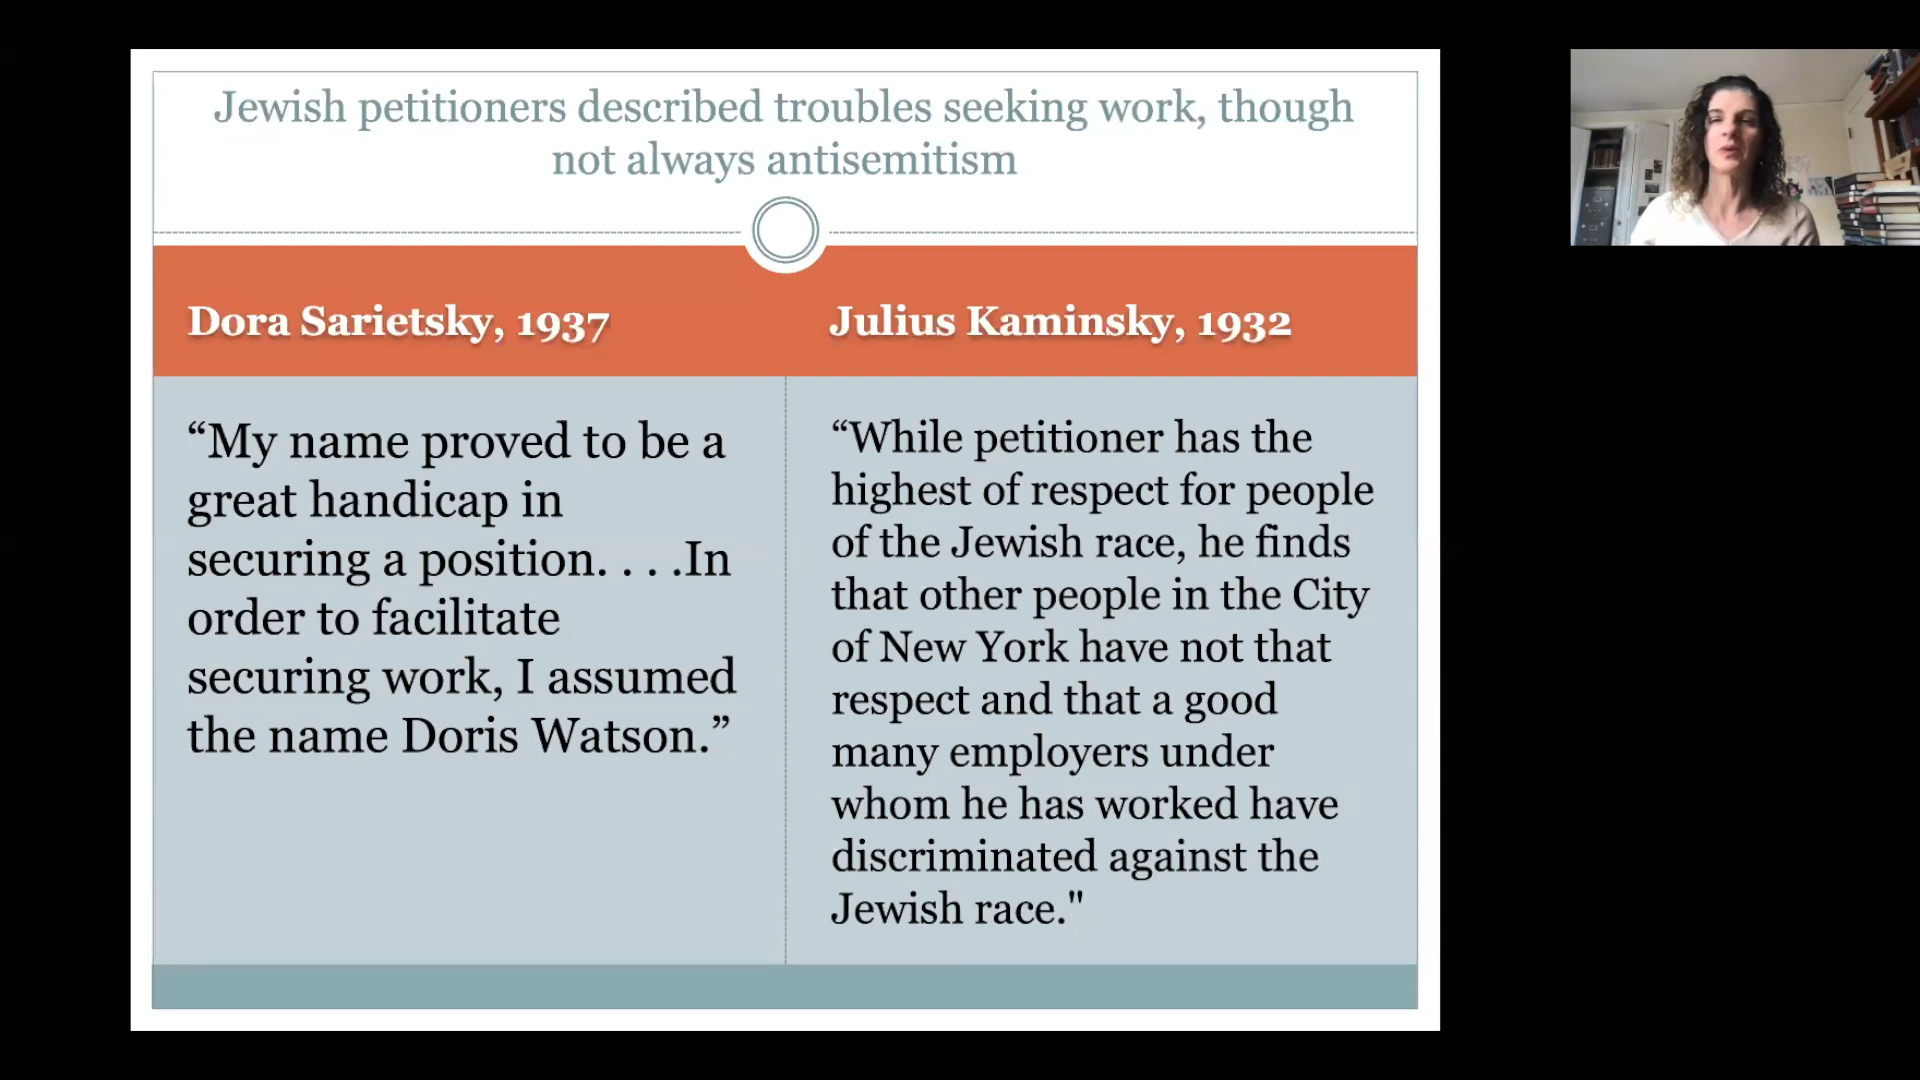 Jewish petitioners described troubles seeking work, though
not always antisemitism
Dora Sarietsky, 1937
“My name proved to be a
great handicap in
securing a position. . . .In
order to facilitate
securing work, I assumed
the name Doris Watson.”
Julius Kaminsky, 1932
“While petitioner has the
highest of respect for people
of the Jewish race, he finds
that other people in the City
of New York have not that
respect and that a good
many employers under
whom he has worked have
discriminated against the
Jewish race."